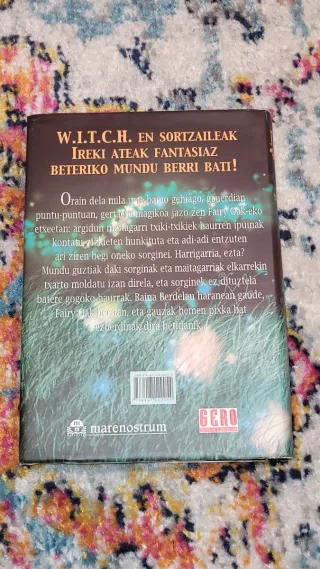 W.I.T.C.H. EN SORTZAILEAK
IREKI ATEAK FANTASIAZ
BETERIKO MUNDU BERRI BATI!
Orain dela mila urte baino gehiago, gauerdian
puntu-puntuan, gertaera magikoa jazo zen Fairy Oak-eko
etxeetan: argidun maitagarri txiki-txikiek haurren ipuinak
kontatu zizkieten hunkituta eta adi-adi entzuten
ari ziren begi oneko sorginei. Harrigarria, ezta?
Mundu guztiak daki sorginak eta maitagarriak elkarrekin
txarto moldatu izan direla, eta sorginek ez dituztela
batere gogoko haurrak. Baina Berdelau haranean gaude,
Fairy Oak herrian, eta gauzak hemen pixka bat
ezberdinak dira betidanik.
marenostrum
GERO